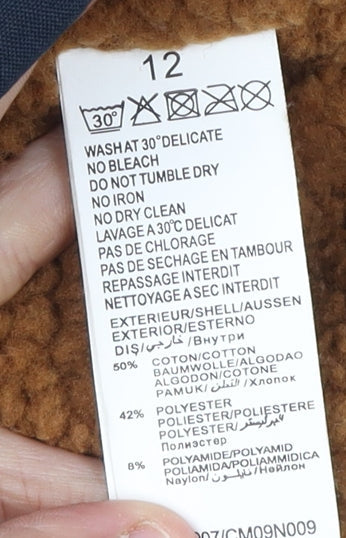 12
30°
WASH AT 30°DELICATE
NO BLEACH
DO NOT TUMBLE DRY
NO IRON
NO DRY CLEAN
LAVAGE A 30°C DELICAT
PAS DE CHLORAGE
PAS DE SECHAGE EN TAMBOUR
REPASSAGE INTERDIT
NETTOYAGE A SEC INTERDIT
EXTERIEUR/SHELL/AUSSEN
EXTERIOR/ESTERNO
DIŞ/خارجي/Внутри
50% COTON/COTTON
BAUMWOLLE/ALGODAO
ALGODON/COTONE
PAMUK/القطن/Хлопок
42% POLYESTER
POLIESTER/POLIESTERE
POLYESTER/
Полиэстер
8% POLYAMIDE/POLYAMID
POLIAMIDA/POLIAMMIDICA
Naylon/نايلون/Нейлон
007/CM09N009